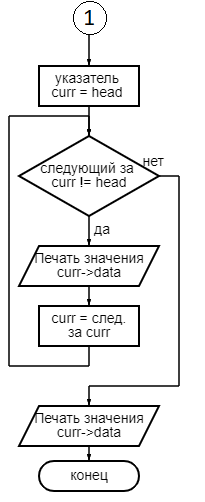 1
указатель
curr = head
следующий за
curr != head
нет
да
Печать значения
curr->data
curr = след.
за curr
Печать значения
curr->data
конец